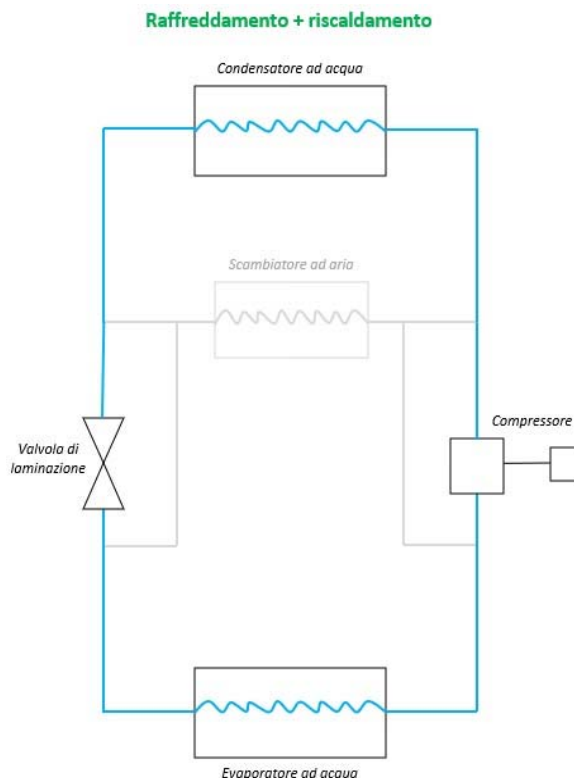 Raffreddamento + riscaldamento
Condensatore ad acqua
Scambiatore ad aria
Compressore
Valvola di
laminazione
Evaporatore ad acqua